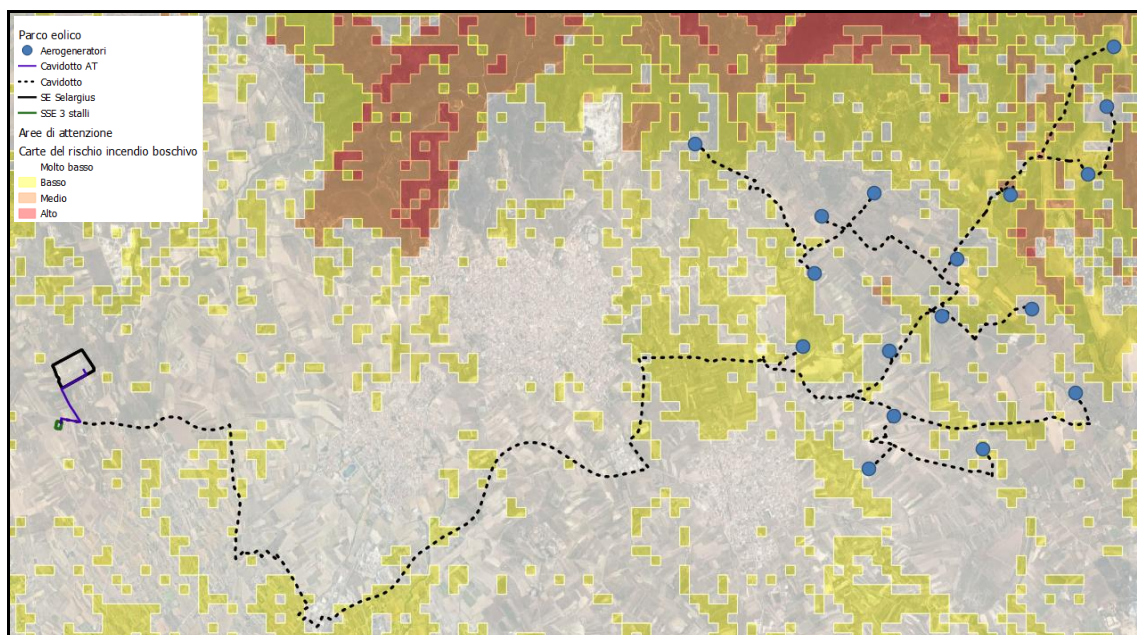 Parco eolico
Aerogeneratori
Cavidotto AT
Cavidotto
SE Selargius
SSE 3 stalli
Aree di attenzione
Carte del rischio incendio boschivo
Molto basso
Basso
Medio
Alto